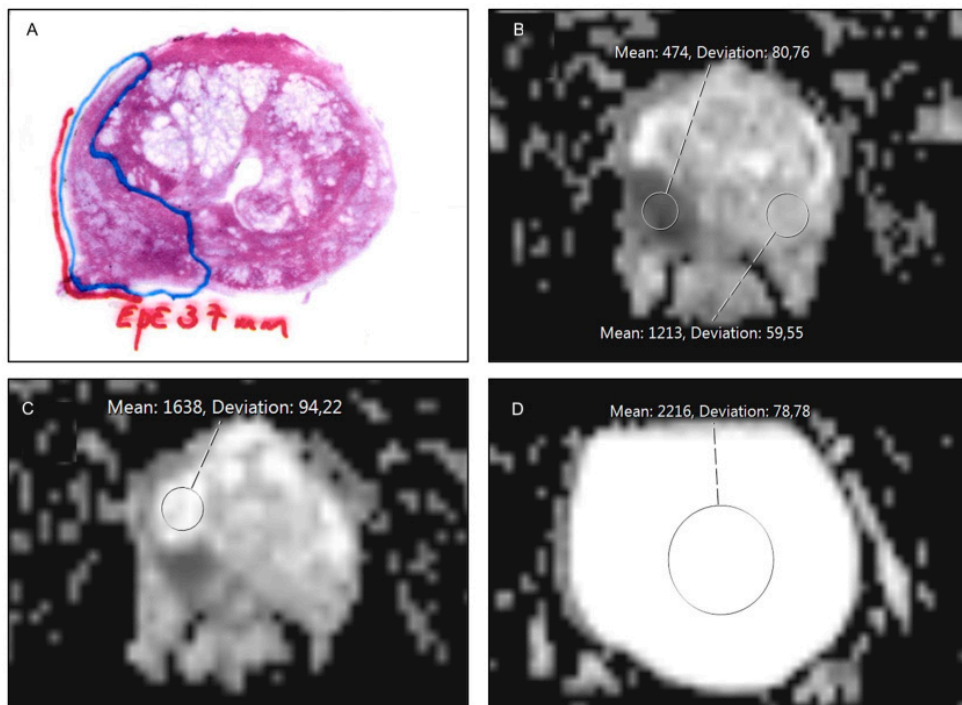 A
EPE 37 mm
B
Mean: 474, Deviation: 80,76
Mean: 1213, Deviation: 59,55
C
Mean: 1638, Deviation: 94,22
D
Mean: 2216, Deviation: 78,78